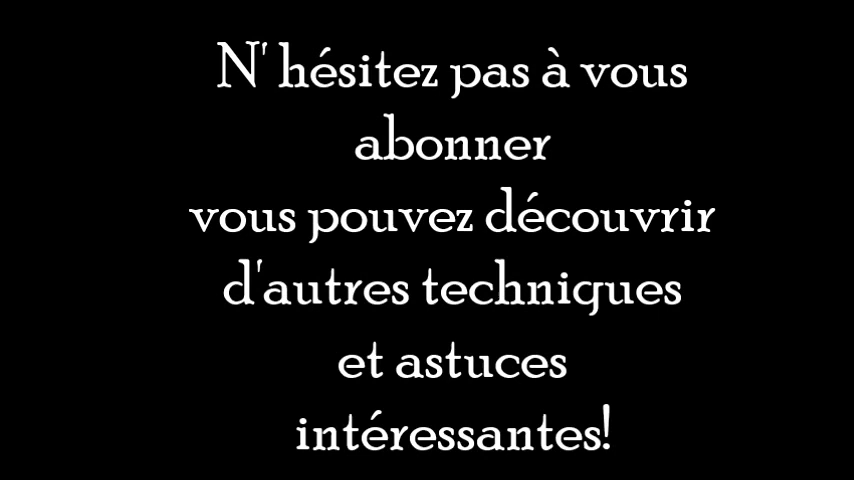 N' hésitez pas à vous
abonner
vous pouvez découvrir
d'autres techniques
et astuces
intéressantes!